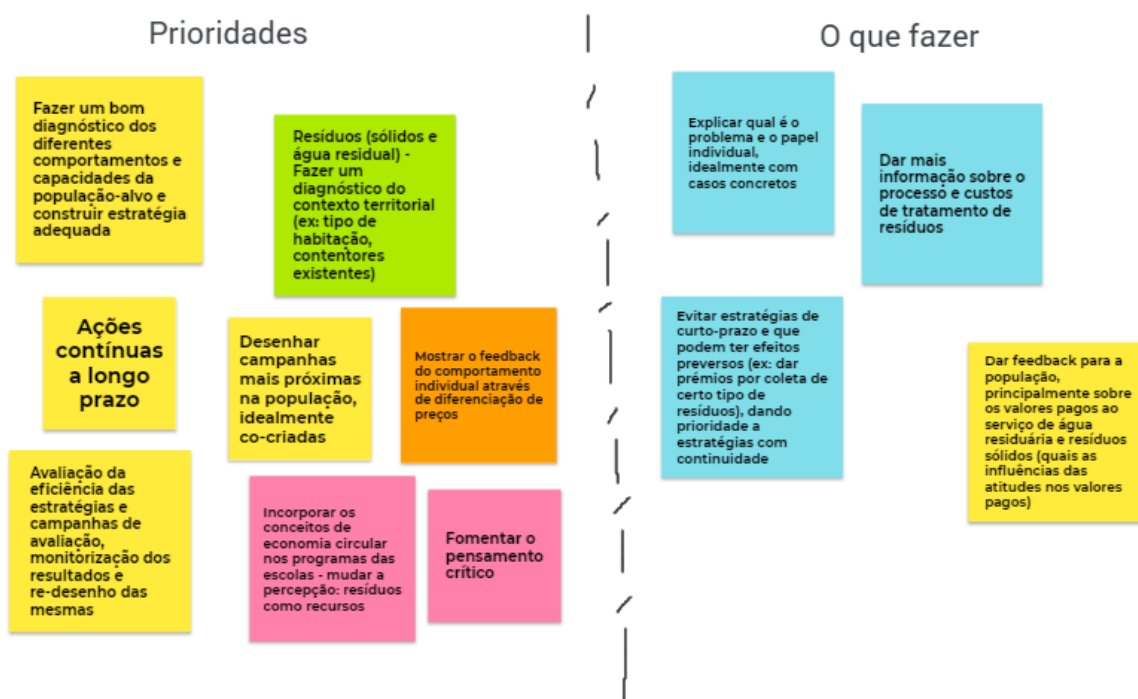 Prioridades
Fazer um bom
diagnóstico dos
diferentes
comportamentos e
capacidades da
população-alvo e
construir estratégia
adequada
Resíduos (sólidos e
água residual) -
Fazer um
diagnóstico do
contexto territorial
(ex: tipo de
habitação,
contentores
existentes)
Ações
contínuas
a longo
prazo
Desenhar
campanhas
mais próximas
na população,
idealmente
co-criadas
Mostrar o feedback
do comportamento
individual através
de diferenciação de
preços
Avaliação da
eficiência das
estratégias e
campanhas de
avaliação,
monitorização dos
resultados e
re-desenho das
mesmas
Incorporar os
conceitos de
economia circular
nos programas das
escolas - mudar a
percepção: resíduos
como recursos
Fomentar o
pensamento
crítico
O que fazer
Explicar qual é o
problema e o papel
individual,
idealmente com
casos concretos
Dar mais
informação sobre o
processo e custos
de tratamento de
resíduos
Evitar estratégias de
curto-prazo e que
podem ter efeitos
preversos (ex: dar
prémios por coleta de
certo tipo de
resíduos), dando
prioridade a
estratégias com
continuidade
Dar feedback para a
população,
principalmente sobre
os valores pagos ao
serviço de água
residuária e resíduos
sólidos (quais as
influências das
atitudes nos valores
pagos)